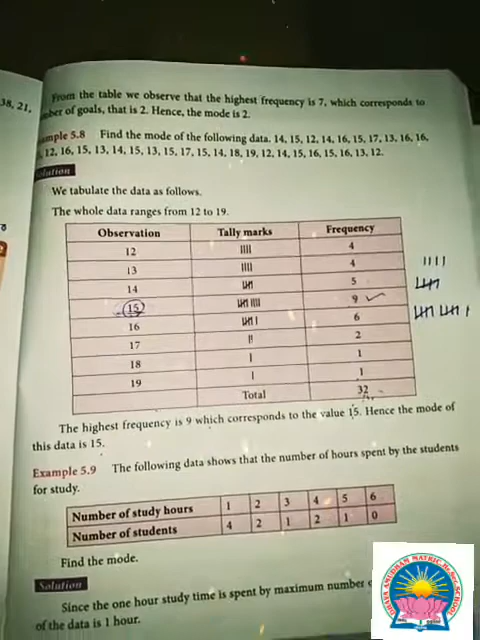 38, 21,
From the table we observe that the highest frequency is 7, which corresponds to
number of goals, that is 2. Hence, the mode is 2.
ample 5.8 Find the mode of the following data. 14, 15, 12, 14, 16, 15, 17, 13, 16, 16,
, 12, 16, 15, 13, 14, 15, 13, 15, 17, 15, 14, 18, 19, 12, 14, 15, 16, 15, 16, 13, 12.
olution
We tabulate the data as follows.
The whole data ranges from 12 to 19.
Observation Tally marks Frequency
12 |||| 4
13 |||| 4
14 5
15 |||| 9
16 | 6
17 || 2
18 | 1
19 | 1
Total 32
The highest frequency is 9 which corresponds to the value 15. Hence the mode of
this data is 15.
Example 5.9 The following data shows that the number of hours spent by the students
for study.
Number of study hours 1 2 3 4 5 6
Number of students 4 2 1 2 1 0
Find the mode.
Solution
Since the one hour study time is spent by maximum number
of the data is 1 hour.